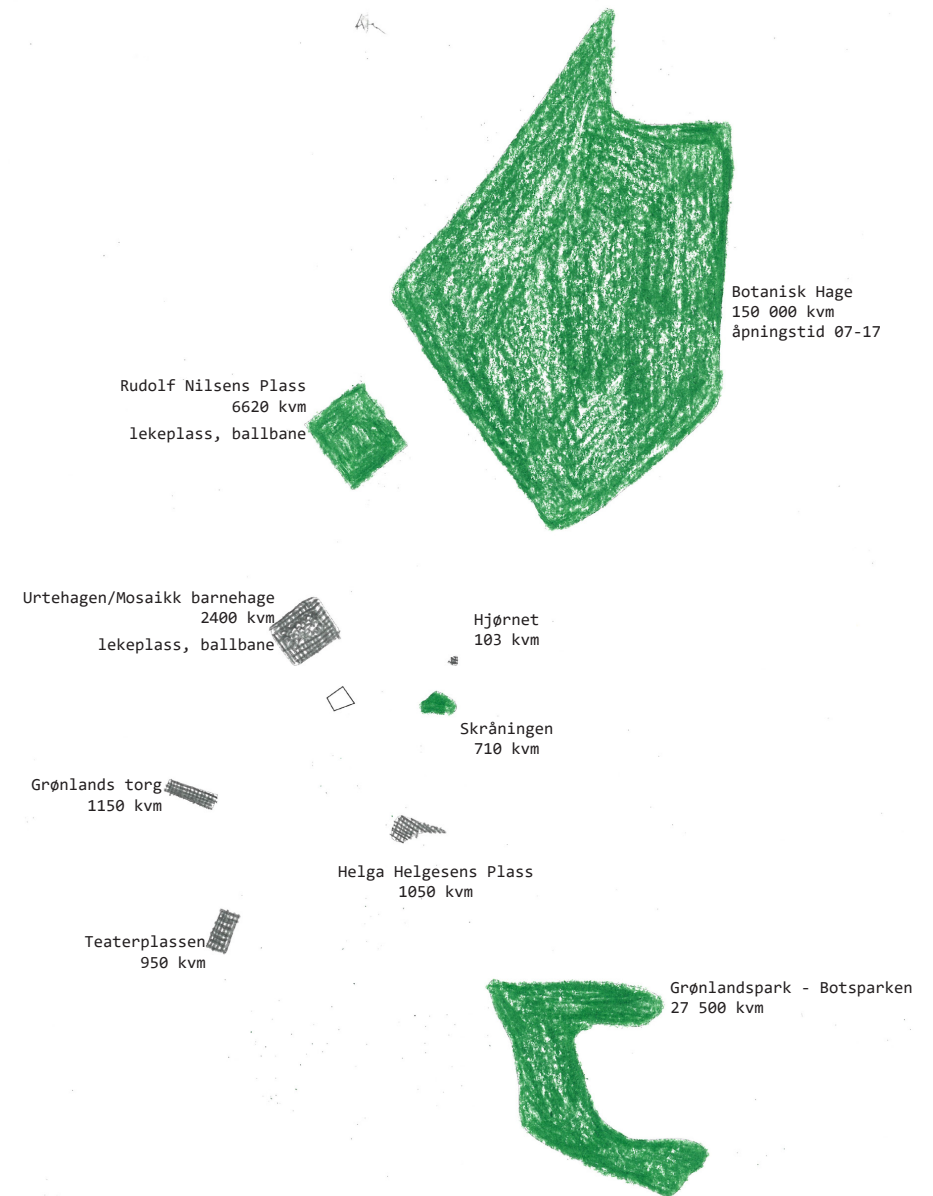 Botanisk Hage
150 000 kvm
åpningstid 07-17
Rudolf Nilsens Plass
6620 kvm
lekeplass, ballbane
Urtehagen/Mosaikk barnehage
2400 kvm
lekeplass, ballbane
Hjørnet
103 kvm
Skråningen
710 kvm
Grønlands torg
1150 kvm
Helga Helgesens Plass
1050 kvm
Teaterplassen
950 kvm
Grønlandspark - Botsparken
27 500 kvm